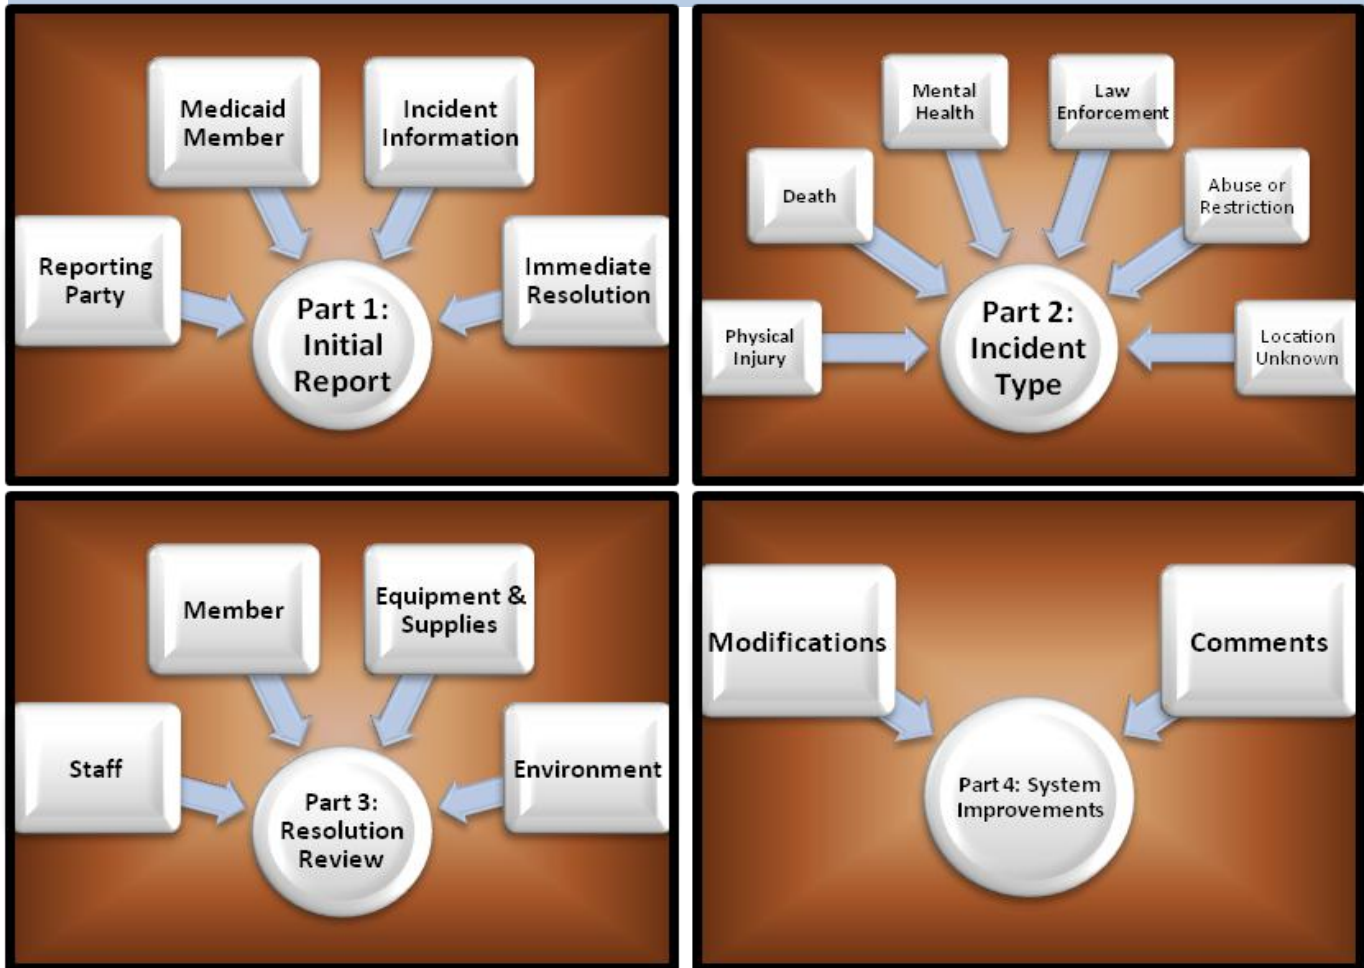 Medicaid
Member
Incident
Information
Reporting
Party
Immediate
Resolution
Part 1:
Initial
Report
Mental
Health
Law
Enforcement
Death
Abuse or
Restriction
Physical
Injury
Location
Unknown
Part 2:
Incident
Type
Member
Equipment &
Supplies
Staff
Environment
Part 3:
Resolution
Review
Modifications
Comments
Part 4: System
Improvements